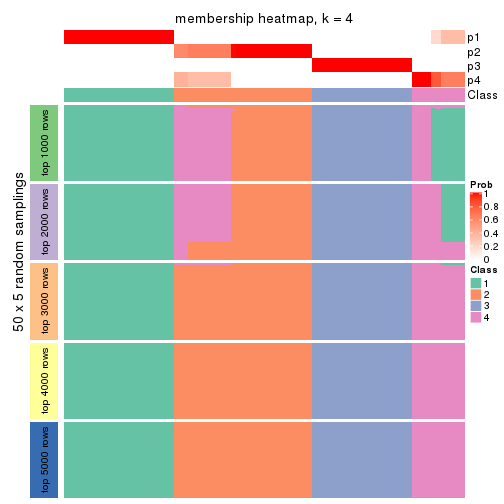 membership heatmap, k = 4
p1
p2
p3
p4
Class
50 x 5 random samplings
top 1000 rows
top 2000 rows
top 3000 rows
top 4000 rows
top 5000 rows
Prob
1
0.8
0.6
0.4
0.2
0
Class
1
2
3
4